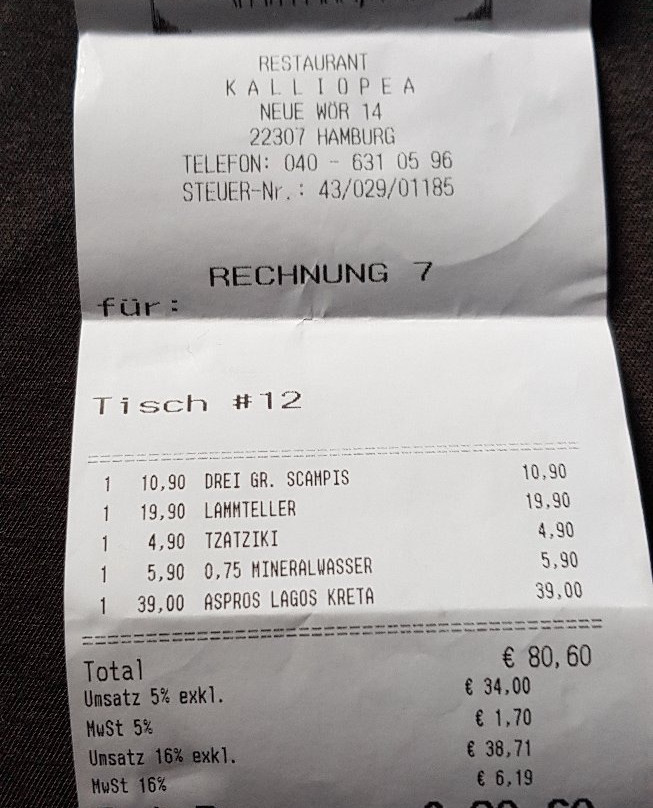 RESTAURANT
K A L L I O P E A
NEUE WÖR 14
22307 HAMBURG
TELEFON: 040 - 631 05 96
STEUER-Nr.: 43/029/01185
RECHNUNG 7
für:
Tisch #12
1 10,90 DREI GR. SCAMPIS 10,90
1 19,90 LAMMTELLER 19,90
1 4,90 TZATZIKI 4,90
1 5,90 0,75 MINERALWASSER 5,90
1 39,00 ASPROS LAGOS KRETA 39,00
Total € 80,60
Umsatz 5% exkl. € 34,00
MwSt 5% € 1,70
Umsatz 16% exkl. € 38,71
MwSt 16% € 6,19